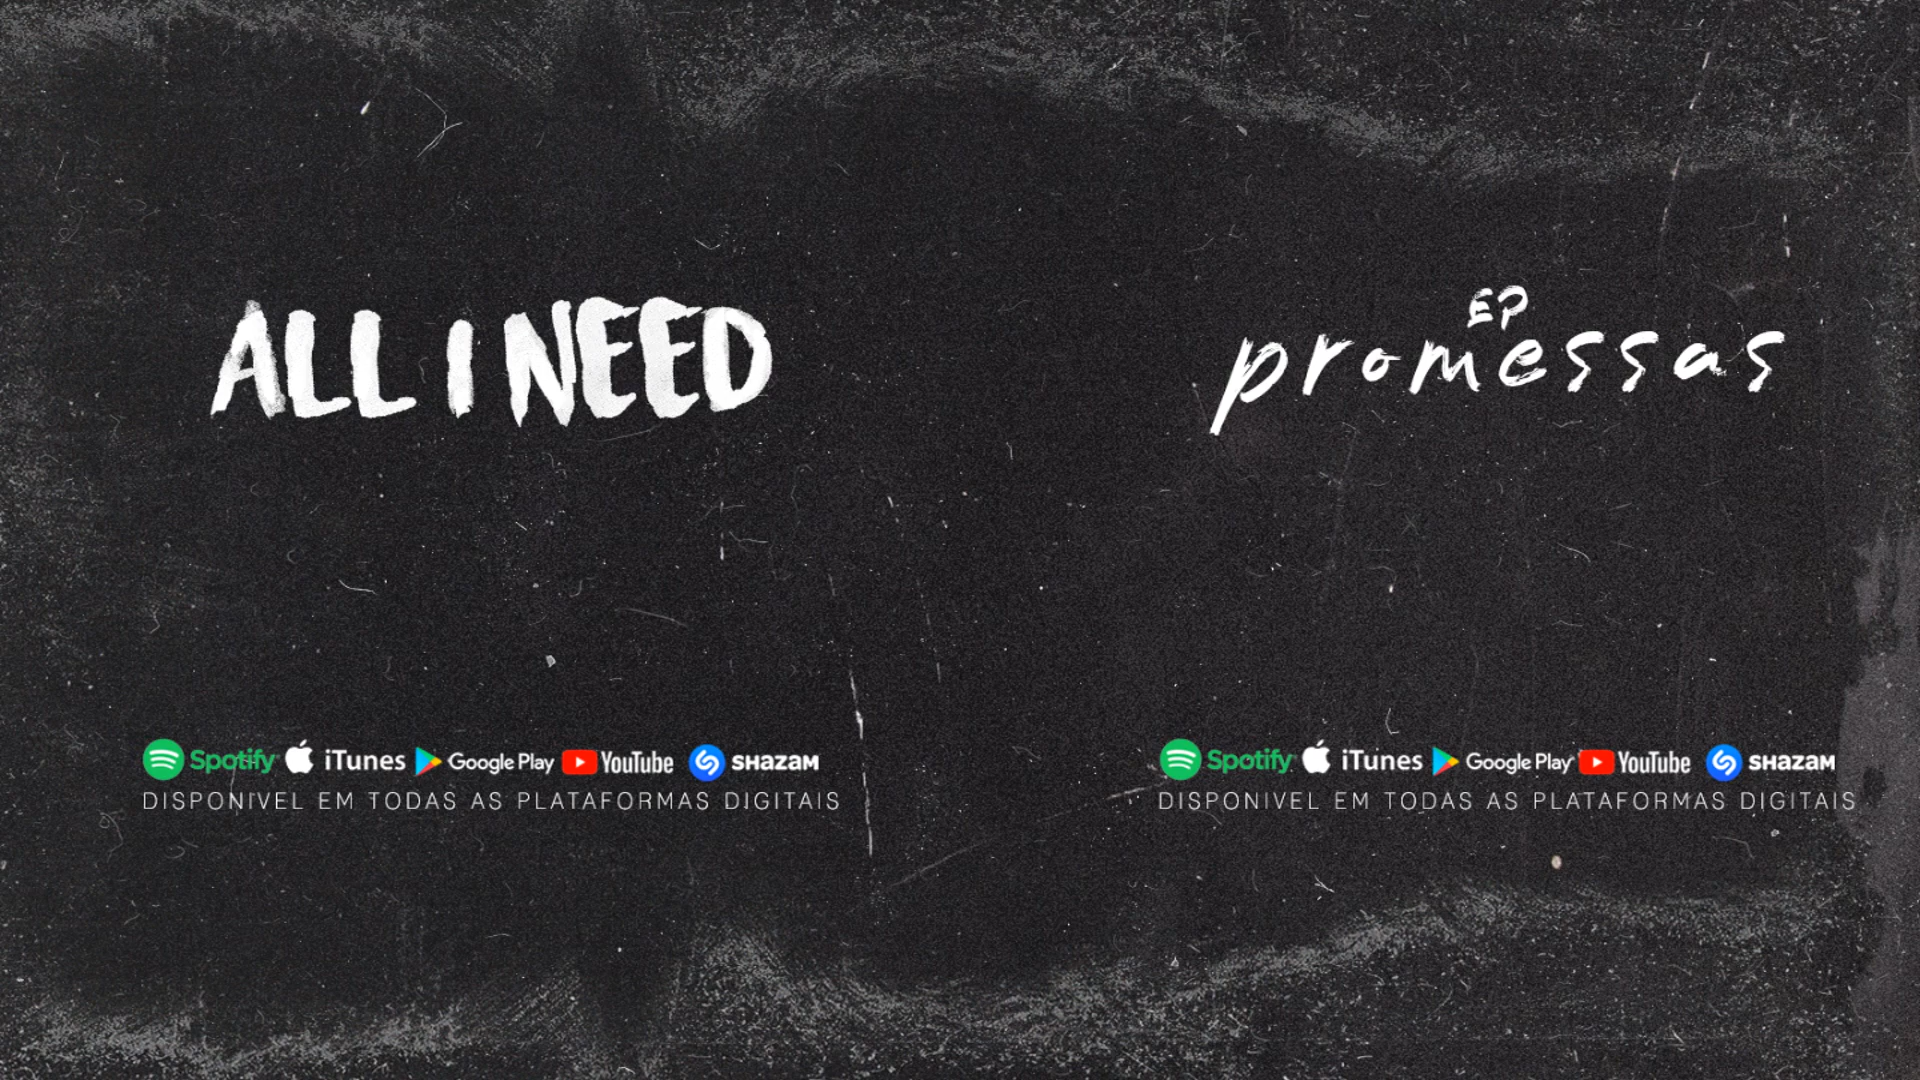 ALL I NEED
EP
promessas
Spotify iTunes Google Play YouTube SHAZAM
DISPONIVEL EM TODAS AS PLATAFORMAS DIGITAIS
Spotify iTunes Google Play YouTube SHAZAM
DISPONIVEL EM TODAS AS PLATAFORMAS DIGITAIS